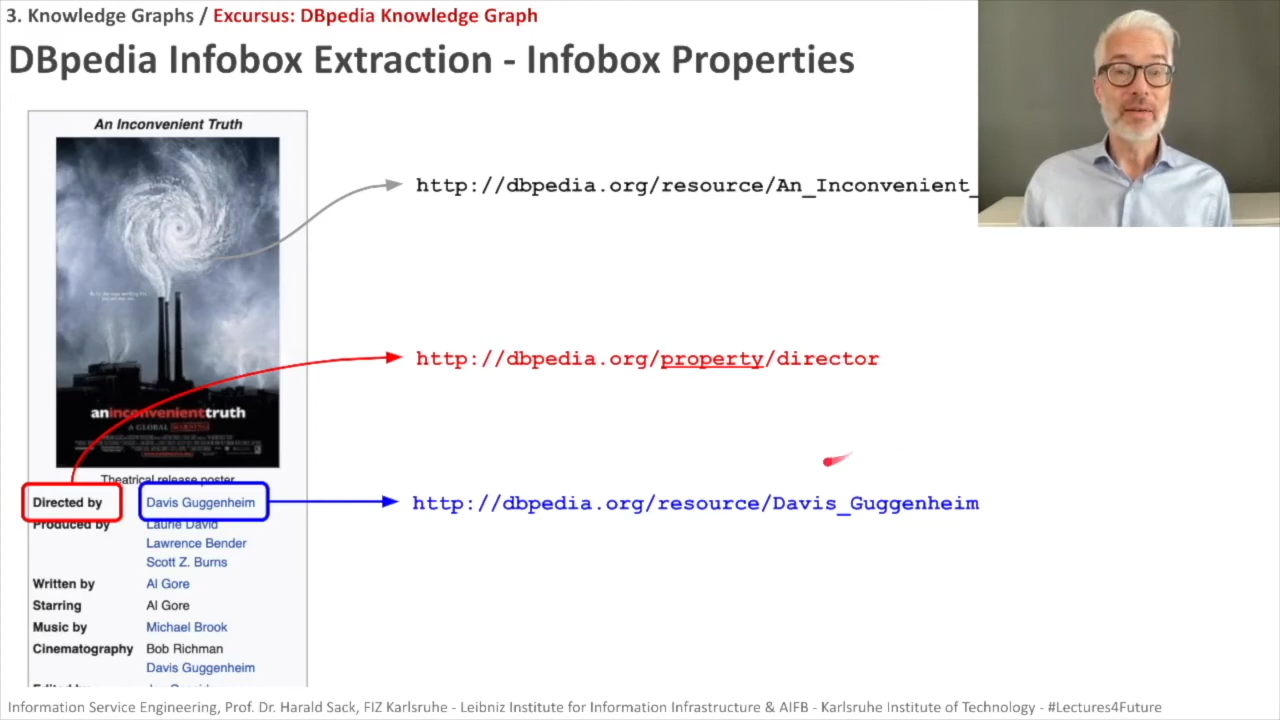 3. Knowledge Graphs / Excursus: DBpedia Knowledge Graph
DBpedia Infobox Extraction - Infobox Properties
An Inconvenient Truth
aninconvenienttruth
A GLOBAL WARNING
Theatrical release poster
Directed by Davis Guggenheim
Produced by Laurie David
Lawrence Bender
Scott Z. Burns
Written by Al Gore
Starring Al Gore
Music by Michael Brook
Cinematography Bob Richman
Davis Guggenheim
http://dbpedia.org/resource/An_Inconvenient_
http://dbpedia.org/property/director
http://dbpedia.org/resource/Davis_Guggenheim
Information Service Engineering, Prof. Dr. Harald Sack, FIZ Karlsruhe - Leibniz Institute for Information Infrastructure & AIFB - Karlsruhe Institute of Technology - #Lectures4Future